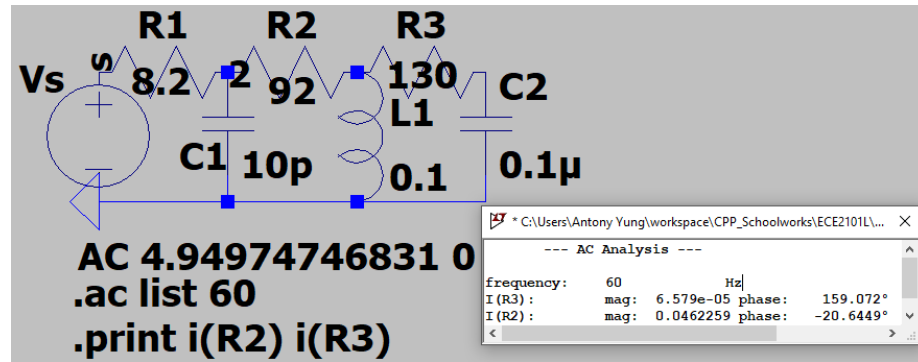 R1 R2 R3
Vs s 8.2 2 92 130 C2
L1
C1 10p 0.1 0.1µ
AC 4.94974746831 0
.ac list 60
.print i(R2) i(R3)
* C:\Users\Antony Yung\workspace\CPP_Schoolworks\ECE2101L\...
--- AC Analysis ---
frequency: 60 Hz
I(R3): mag: 6.579e-05 phase: 159.072°
I(R2): mag: 0.0462259 phase: -20.6449°